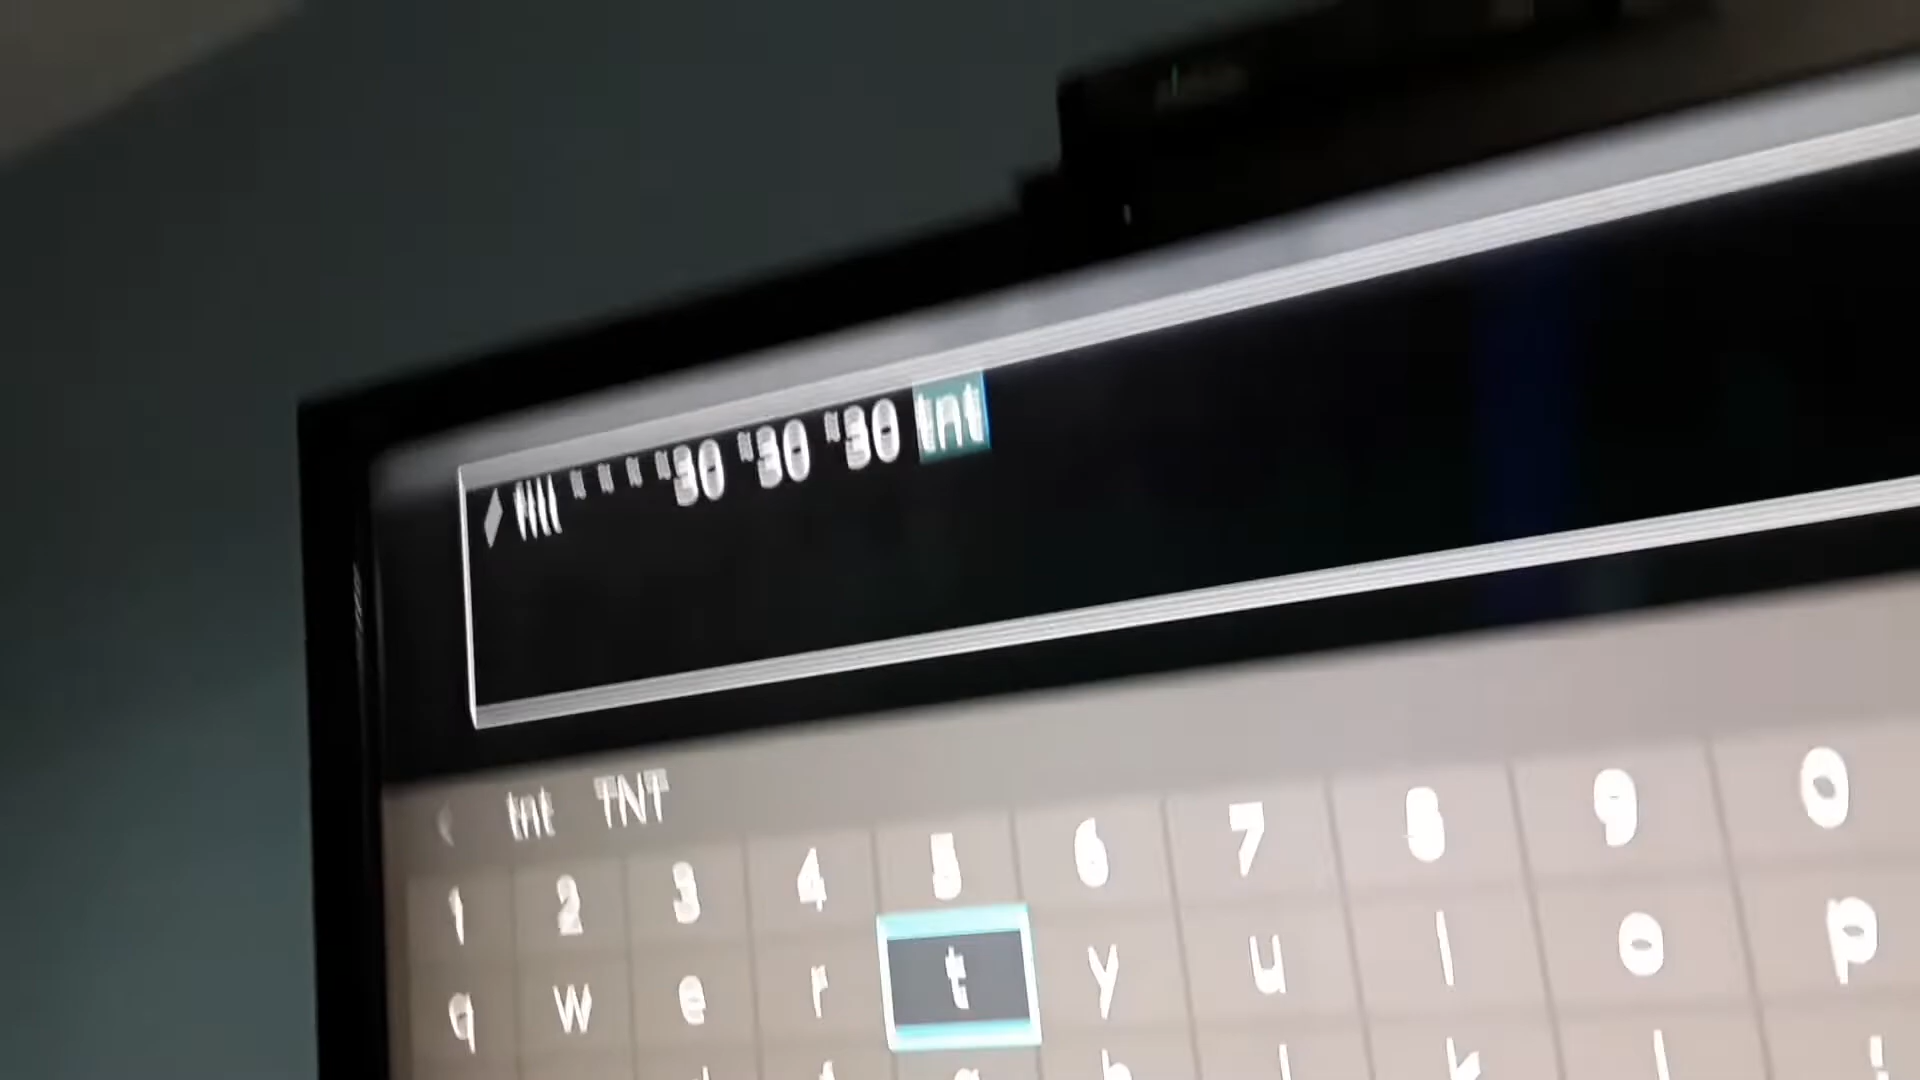 /fill ~ ~ ~ ~30 ~30 ~30 tnt
tnt TNT
1 2 3 4 5 6 7 8 9 0
q w e r t y u i o p